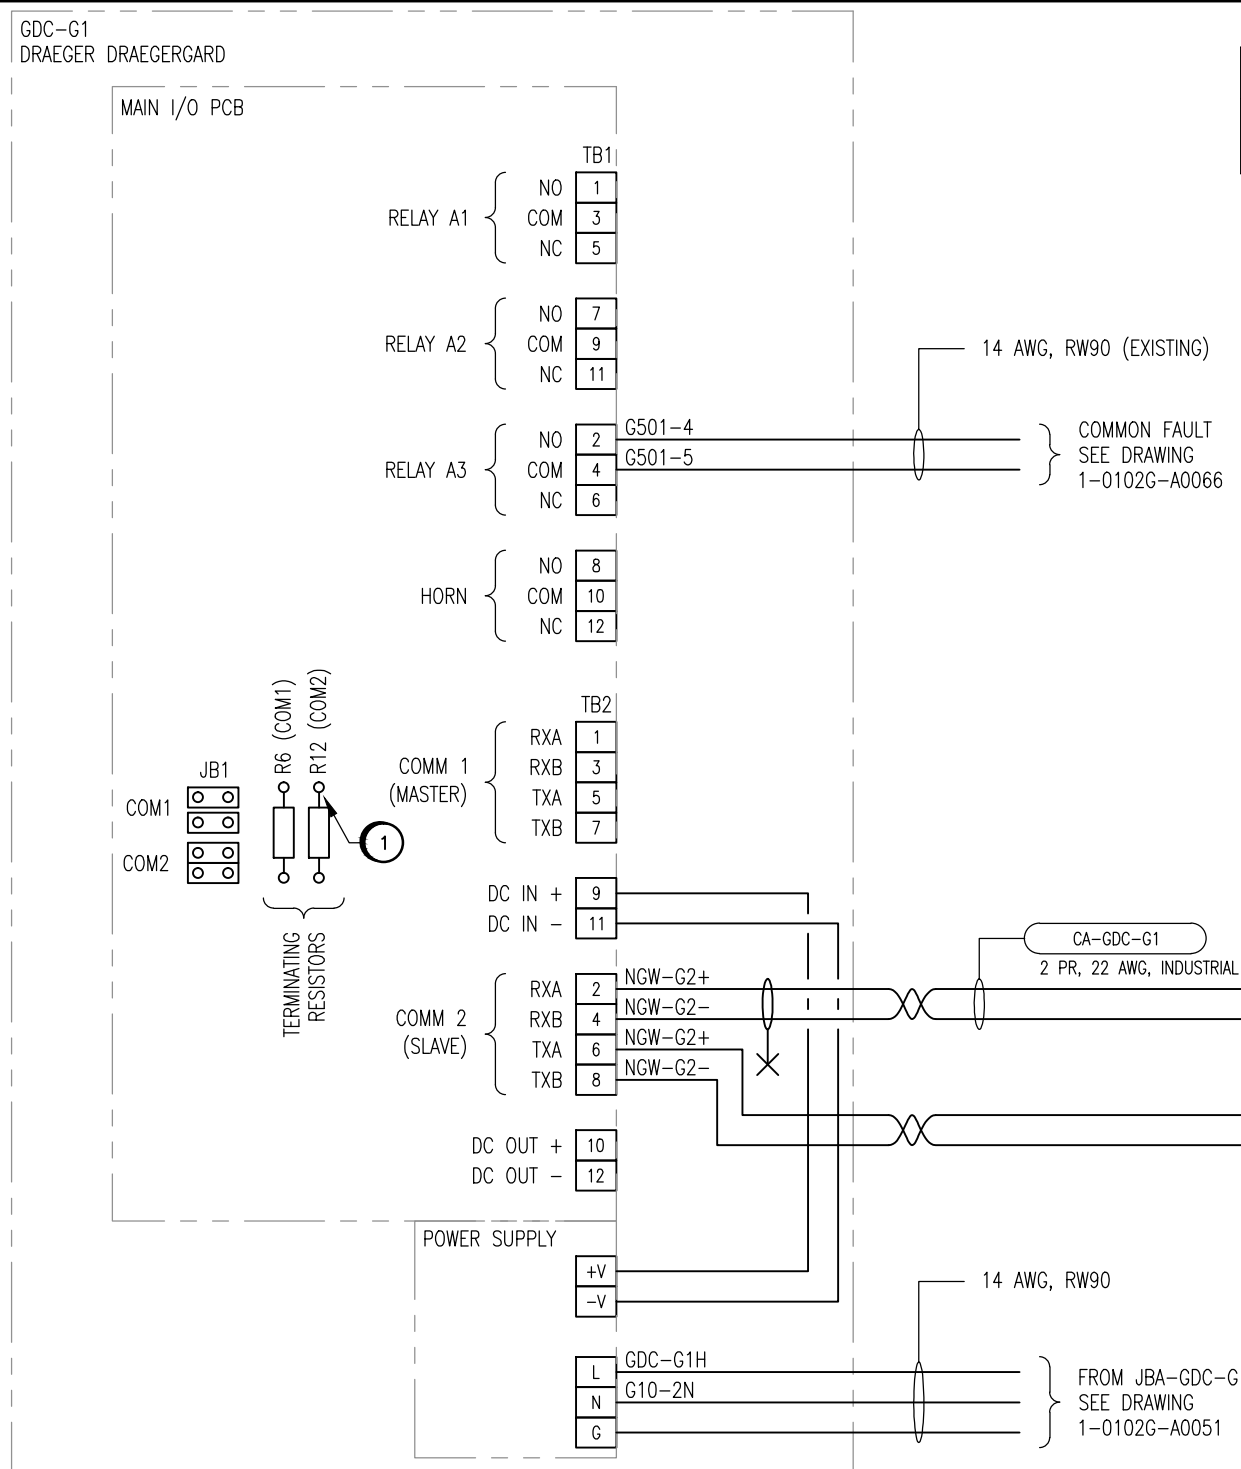 GDC-G1
DRAEGER DRAEGERGARD
MAIN I/O PCB
TB1
RELAY A1
NO 1
COM 3
NC 5
RELAY A2
NO 7
COM 9
NC 11
14 AWG, RW90 (EXISTING)
RELAY A3
NO 2 G501-4
COM 4 G501-5
NC 6
COMMON FAULT
SEE DRAWING
1-0102G-A0066
HORN
NO 8
COM 10
NC 12
TB2
COMM 1
(MASTER)
RXA 1
RXB 3
TXA 5
TXB 7
JB1
COM1
COM2
R6 (COM1)
R12 (COM2)
1
TERMINATING
RESISTORS
DC IN + 9
DC IN - 11
CA-GDC-G1
2 PR, 22 AWG, INDUSTRIAL
COMM 2
(SLAVE)
RXA 2 NGW-G2+
RXB 4 NGW-G2-
TXA 6 NGW-G2+
TXB 8 NGW-G2-
DC OUT + 10
DC OUT - 12
POWER SUPPLY
+V
-V
14 AWG, RW90
L GDC-G1H
N G10-2N
G
FROM JBA-GDC-G
SEE DRAWING
1-0102G-A0051